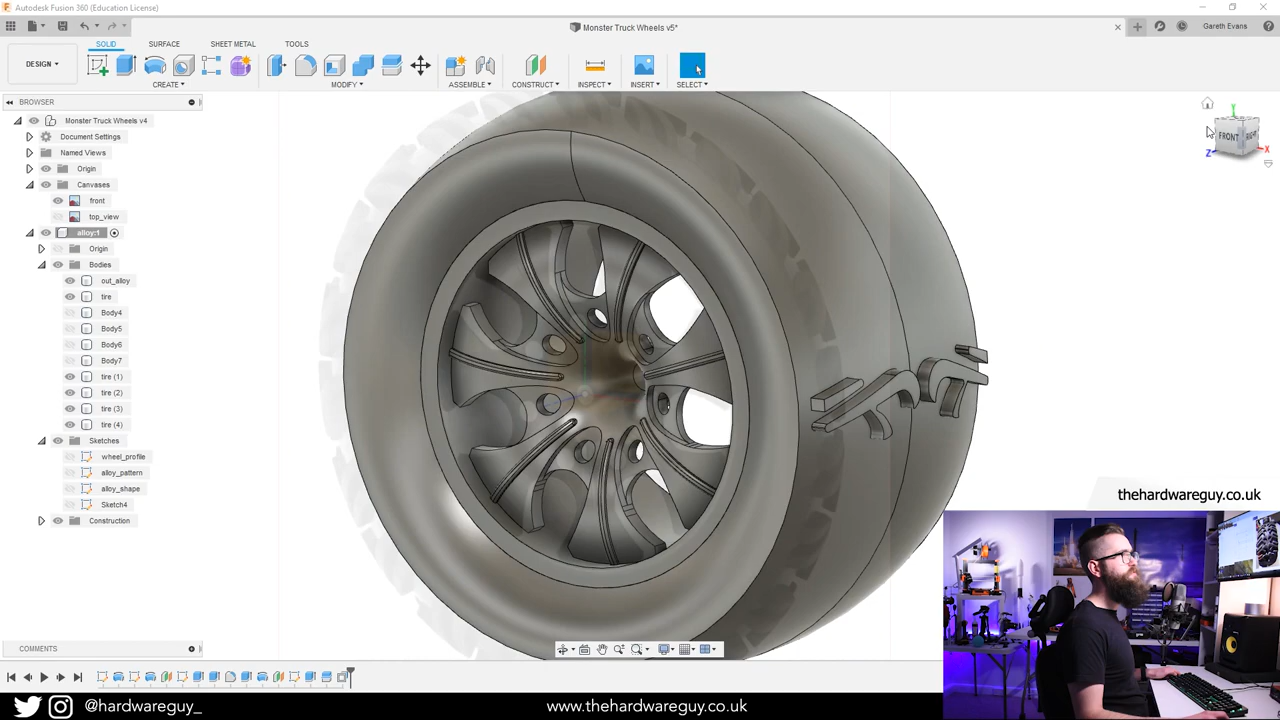 Autodesk Fusion 360 (Education License)
Monster Truck Wheels v5*
Gareth Evans
DESIGN
SOLID SURFACE SHEET METAL TOOLS
CREATE MODIFY ASSEMBLE CONSTRUCT INSPECT INSERT SELECT
BROWSER
Monster Truck Wheels v4
Document Settings
Named Views
Origin
Canvases
front
top_view
alloy:1
Origin
Bodies
out_alloy
tire
Body4
Body5
Body6
Body7
tire (1)
tire (2)
tire (3)
tire (4)
Sketches
wheel_profile
alloy_pattern
alloy_shape
Sketch4
Construction
Y
FRONT RIGHT
Z X
thehardwareguy.co.uk
COMMENTS
@hardwareguy_
www.thehardwareguy.co.uk